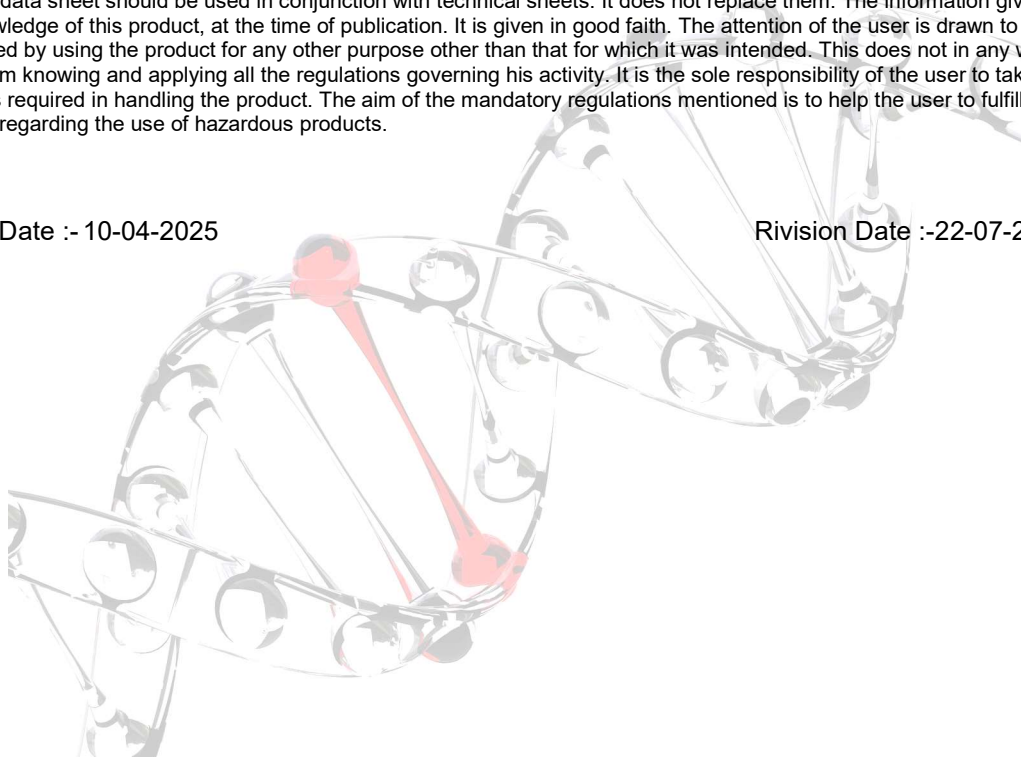 data sheet should be used in conjunction with technical sheets. It does not replace them. The information giv
wledge of this product, at the time of publication. It is given in good faith. The attention of the user is drawn to
ed by using the product for any other purpose other than that for which it was intended. This does not in any w
m knowing and applying all the regulations governing his activity. It is the sole responsibility of the user to tak
s required in handling the product. The aim of the mandatory regulations mentioned is to help the user to fulfill
regarding the use of hazardous products.
Date :- 10-04-2025 Rivision Date :-22-07-2